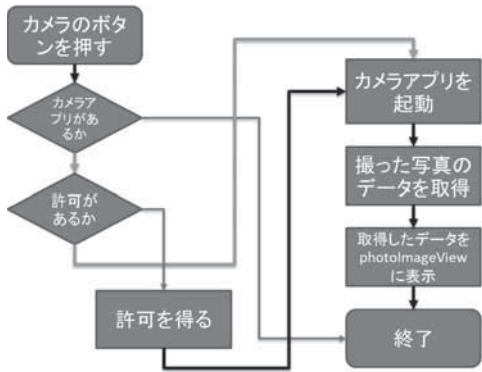 カメラのボタ
ンを押す
カメラア
プリがあ
るか
許可が
あるか
許可を得る
カメラアプリを
起動
撮った写真の
データを取得
取得したデータを
photoImageView
に表示
終了